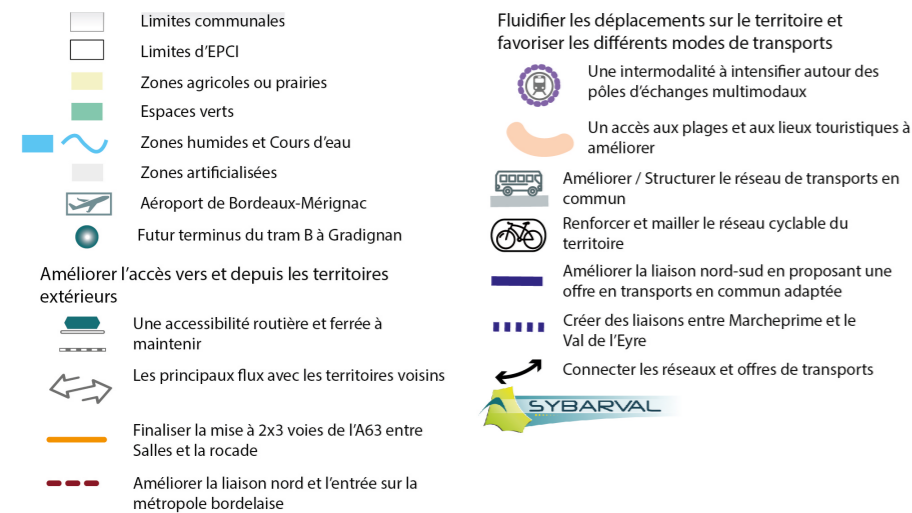 Limites communales
Limites d'EPCI
Zones agricoles ou prairies
Espaces verts
Zones humides et Cours d'eau
Zones artificialisées
Aéroport de Bordeaux-Mérignac
Futur terminus du tram B à Gradignan
Améliorer l'accès vers et depuis les territoires
extérieurs
Une accessibilité routière et ferrée à
maintenir
Les principaux flux avec les territoires voisins
Finaliser la mise à 2x3 voies de l'A63 entre
Salles et la rocade
Améliorer la liaison nord et l'entrée sur la
métropole bordelaise
Fluidifier les déplacements sur le territoire et
favoriser les différents modes de transports
Une intermodalité à intensifier autour des
pôles d'échanges multimodaux
Un accès aux plages et aux lieux touristiques à
améliorer
Améliorer / Structurer le réseau de transports en
commun
Renforcer et mailler le réseau cyclable du
territoire
Améliorer la liaison nord-sud en proposant une
offre en transports en commun adaptée
Créer des liaisons entre Marcheprime et le
Val de l'Eyre
Connecter les réseaux et offres de transports
SYBARVAL